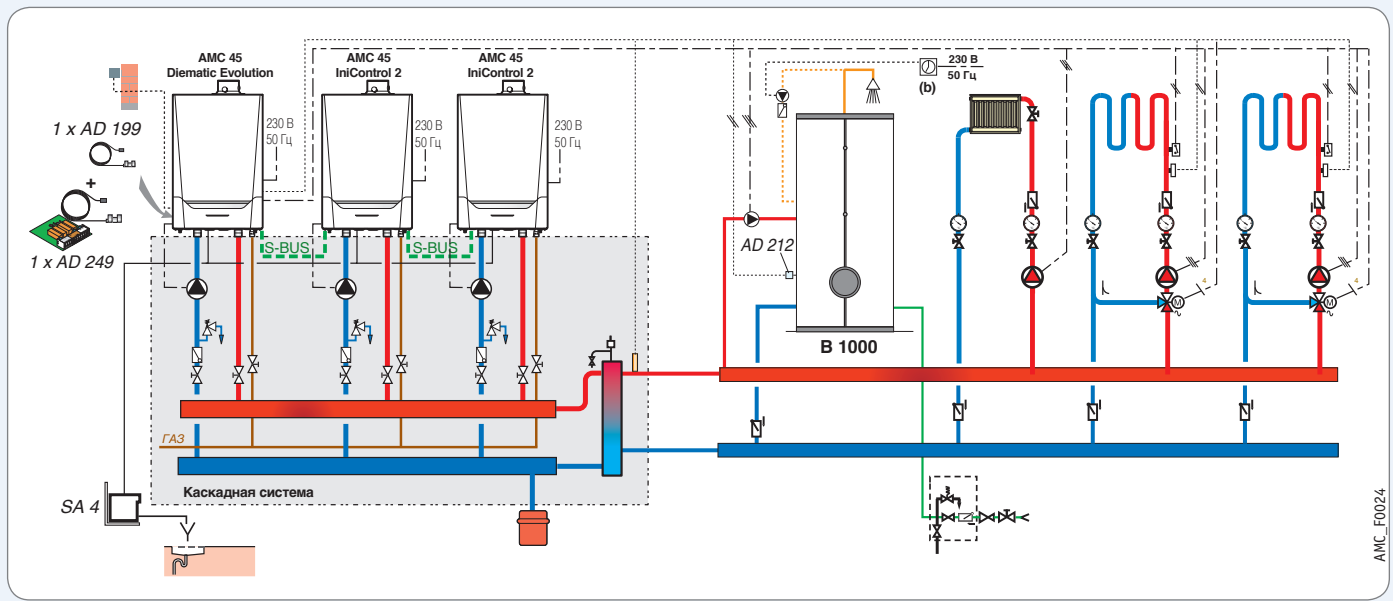 AMC 45
Diematic Evolution
AMC 45
IniControl 2
AMC 45
IniControl 2
230 В
50 Гц
(b)
1 x AD 199
+
1 x AD 249
230 В
50 Гц
230 В
50 Гц
230 В
50 Гц
S-BUS
S-BUS
AD 212
4
4
M
M
B 1000
ГАЗ
Каскадная система
SA 4
AMC_F0024